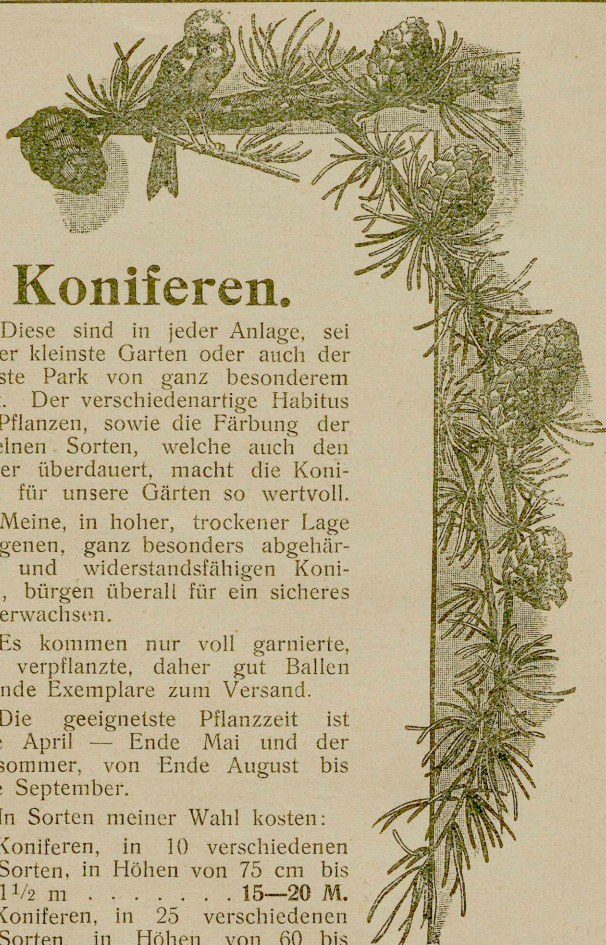 Koniferen.
Diese sind in jeder Anlage, sei
er kleinste Garten oder auch der
ste Park von ganz besonderem
. Der verschiedenartige Habitus
Pflanzen, sowie die Färbung der
elnen Sorten, welche auch den
er überdauert, macht die Koni-
für unsere Gärten so wertvoll.
Meine, in hoher, trockener Lage
genen, ganz besonders abgehär-
und widerstandsfähigen Koni-
, bürgen überall für ein sicheres
erwachsen.
Es kommen nur voll garnierte,
verpflanzte, daher gut Ballen
nde Exemplare zum Versand.
Die geeignetste Pflanzzeit ist
e April — Ende Mai und der
sommer, von Ende August bis
e September.
In Sorten meiner Wahl kosten:
Koniferen, in 10 verschiedenen
Sorten, in Höhen von 75 cm bis
1½ m . . . . . . . 15—20 M.
Koniferen, in 25 verschiedenen
Sorten, in Höhen von 60 bis